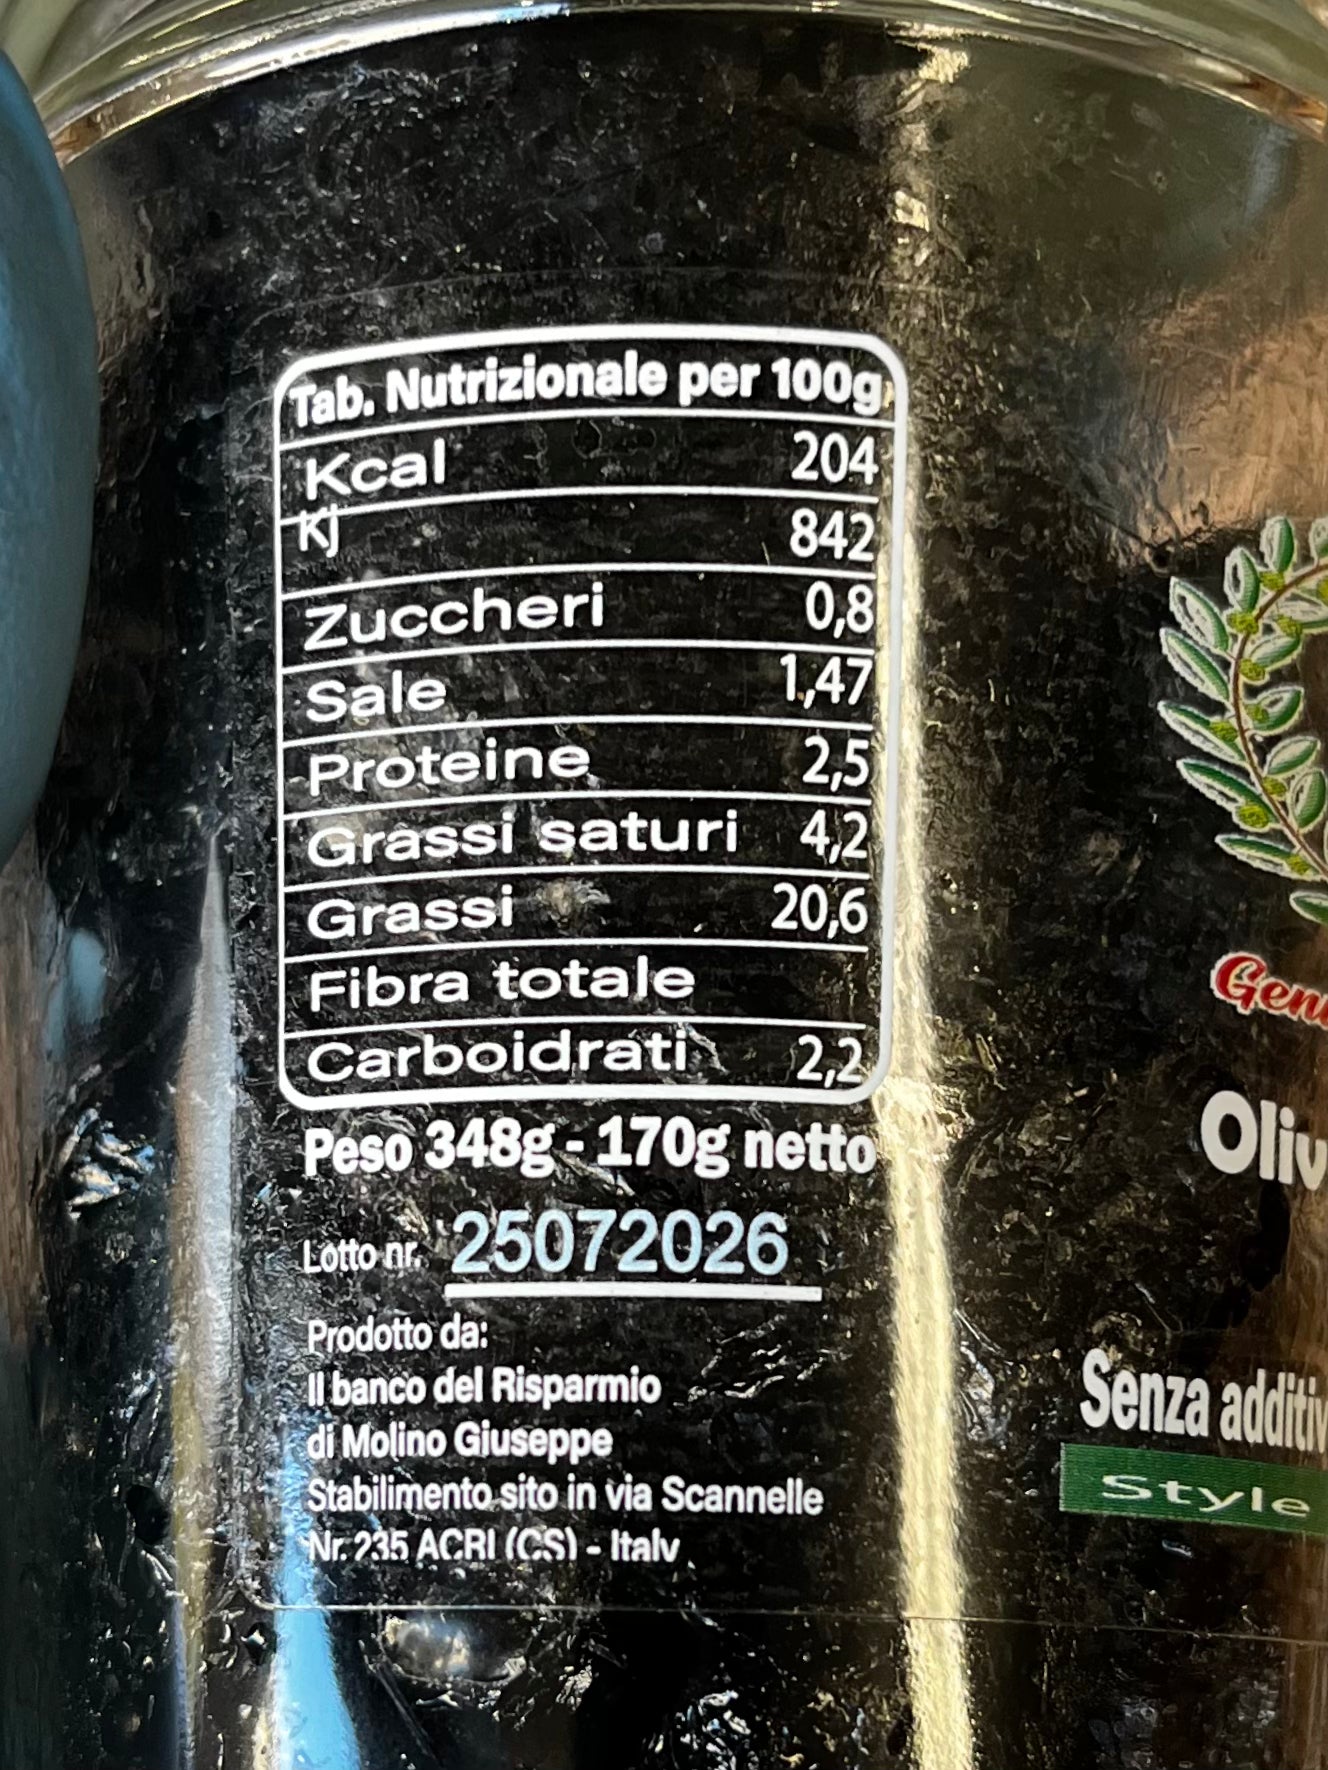 Tab. Nutrizionale per 100g
Kcal 204
KJ 842
Zuccheri 0,8
Sale 1,47
Proteine 2,5
Grassi saturi 4,2
Grassi 20,6
Fibra totale
Carboidrati 2,2
Peso 348g - 170g netto
Lotto nr. 25072026
Prodotto da:
Il banco del Risparmio
di Molino Giuseppe
Stabilimento sito in via Scannelle
Nr. 235 ACRI (CS) - Italy
Gen
Oliv
Senza additiv
Style